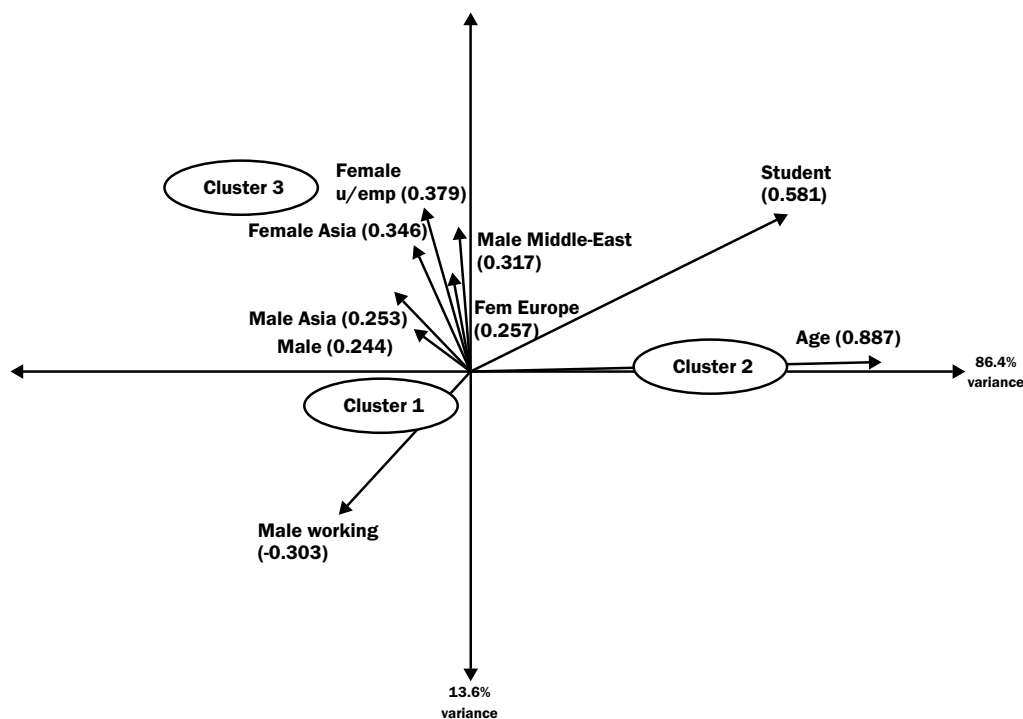 Student
(0.581)
Female
u/emp (0.379)
Cluster 3
Female Asia (0.346)
Male Middle-East
(0.317)
Fem Europe
(0.257)
Male Asia (0.253)
Male (0.244)
Age (0.887)
Cluster 2
86.4%
variance
Cluster 1
Male working
(-0.303)
13.6%
variance